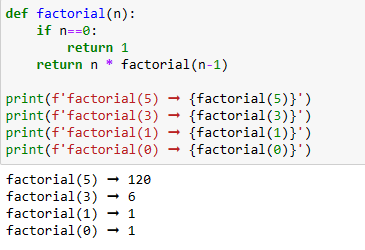 def factorial(n):
    if n==0:
        return 1
    return n * factorial(n-1)

print(f'factorial(5) → {factorial(5)}')
print(f'factorial(3) → {factorial(3)}')
print(f'factorial(1) → {factorial(1)}')
print(f'factorial(0) → {factorial(0)}')
factorial(5) → 120
factorial(3) → 6
factorial(1) → 1
factorial(0) → 1